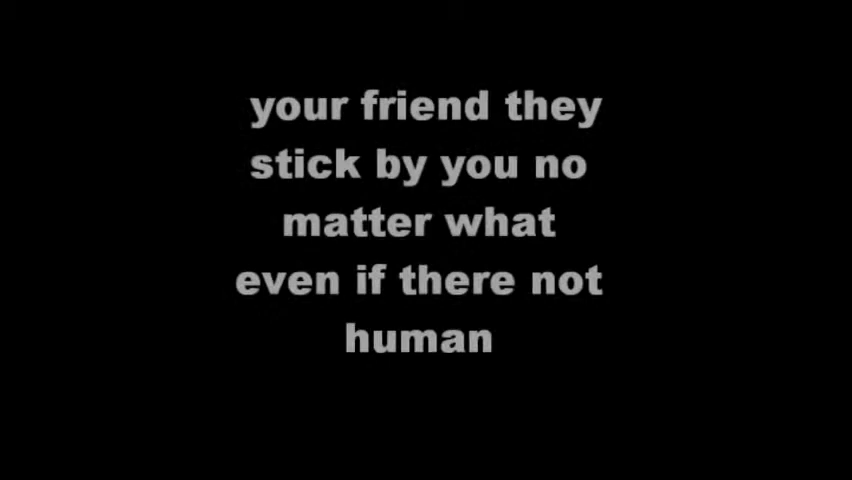 your friend they
stick by you no
matter what
even if there not
human